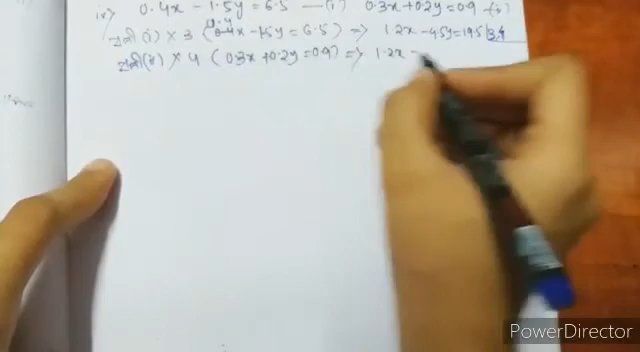 iv> 0.4x - 1.5y = 6.5 —(i) 0.3x + 0.2y = 0.9 -(ii)
(i) × 3 (0.4x - 1.5y = 6.5) => 1.2x - 4.5y = 19.5
(ii) × 4 (0.3x + 0.2y = 0.9) => 1.2x
PowerDirector